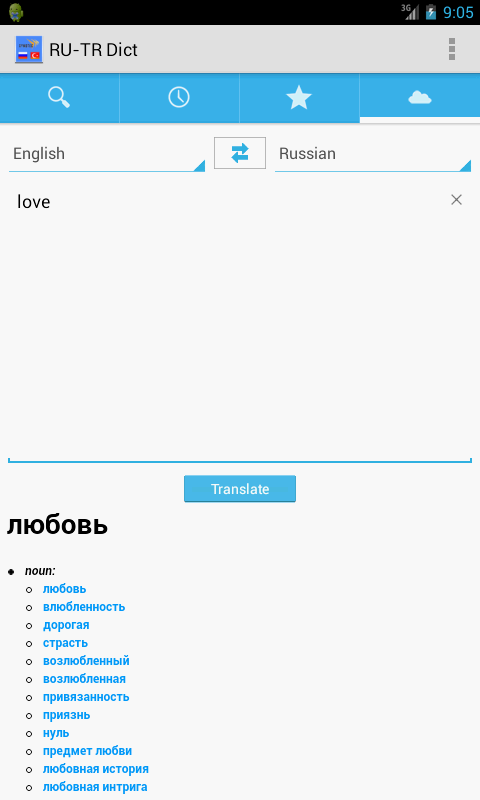 3G 9:05
RU-TR Dict
English Russian
love
Translate
любовь
noun:
любовь
влюбленность
дорогая
страсть
возлюбленный
возлюбленная
привязанность
приязнь
нуль
предмет любви
любовная история
любовная интрига